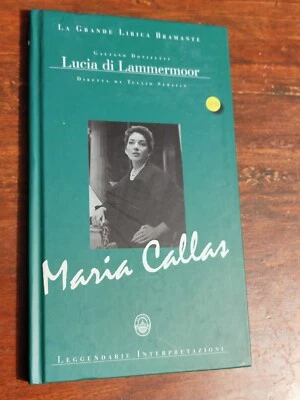 LA GRANDE LIRICA BRAMANTE
GAETANO DONIZETTI
Lucia di Lammermoor
DIRETTA DA TULLIO SERAFIN
Maria Callas
LEGGENDARIE INTERPRETAZIONI